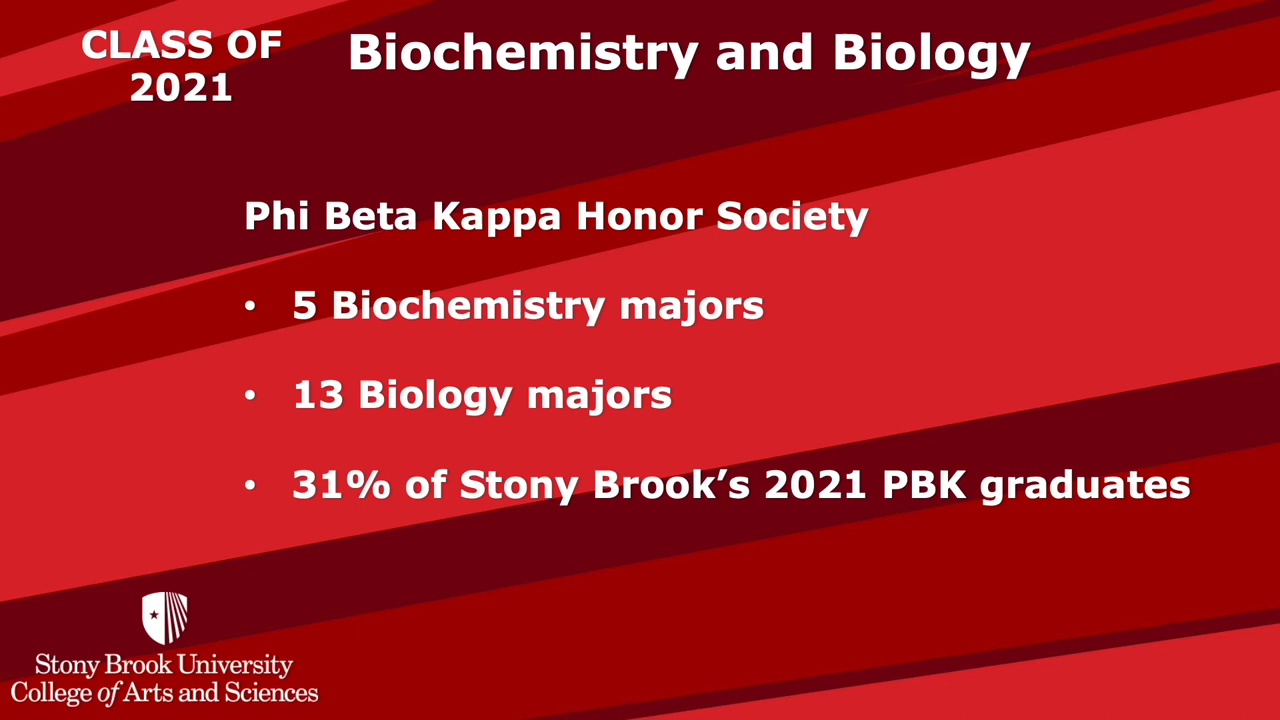 CLASS OF
2021
Biochemistry and Biology
Phi Beta Kappa Honor Society
• 5 Biochemistry majors
• 13 Biology majors
• 31% of Stony Brook’s 2021 PBK graduates
Stony Brook University
College of Arts and Sciences